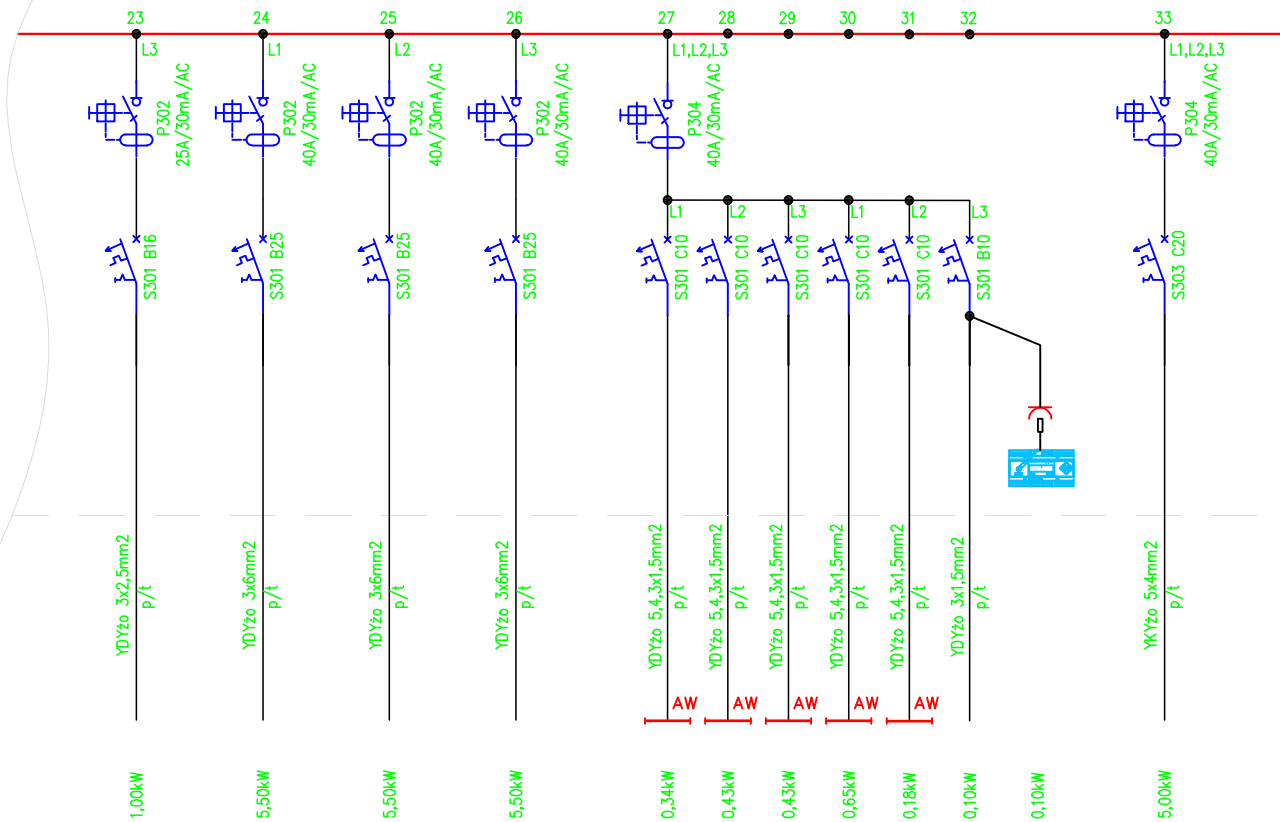 23 24 25 26 27 28 29 30 31 32 33
L3 L1 L2 L3 L1,L2,L3 L1,L2,L3
P302
25A/30mA/AC
P302
40A/30mA/AC
P302
40A/30mA/AC
P302
40A/30mA/AC
P304
40A/30mA/AC
P304
40A/30mA/AC
L1 L2 L3 L1 L2 L3
S301 B16
S301 B25
S301 B25
S301 B25
S301 C10
S301 C10
S301 C10
S301 C10
S301 C10
S301 B10
S303 C20
YDYżo 3x2,5mm2
p/t
YDYżo 3x6mm2
p/t
YDYżo 3x6mm2
p/t
YDYżo 3x6mm2
p/t
YDYżo 5,4,3x1,5mm2
p/t
YDYżo 5,4,3x1,5mm2
p/t
YDYżo 5,4,3x1,5mm2
p/t
YDYżo 5,4,3x1,5mm2
p/t
YDYżo 5,4,3x1,5mm2
p/t
YDYżo 3x1,5mm2
p/t
YKYżo 5x4mm2
p/t
AW AW AW AW AW
1,00kW
5,50kW
5,50kW
5,50kW
0,34kW
0,43kW
0,43kW
0,65kW
0,18kW
0,10kW
0,10kW
5,00kW